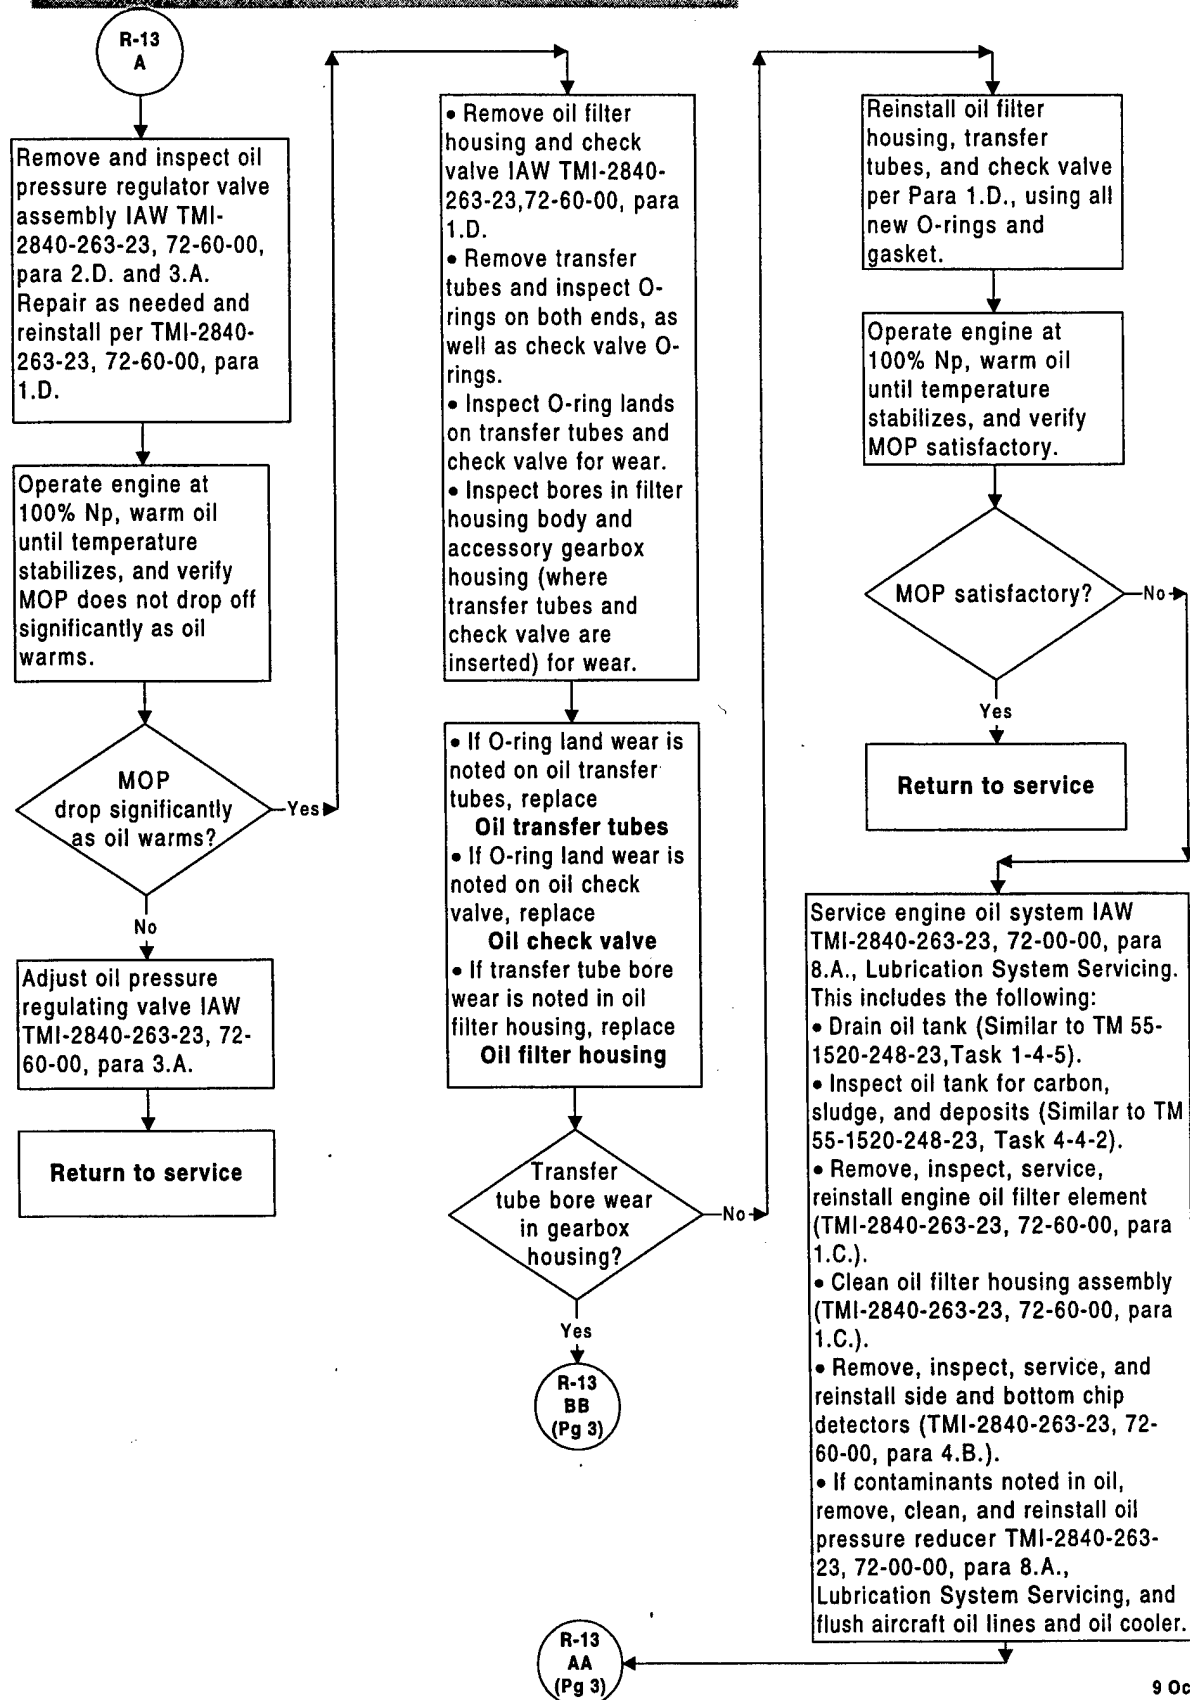 R-13
A
Remove and inspect oil
pressure regulator valve
assembly IAW TMI-
2840-263-23, 72-60-00,
para 2.D. and 3.A.
Repair as needed and
reinstall per TMI-2840-
263-23, 72-60-00, para
1.D.
Operate engine at
100% Np, warm oil
until temperature
stabilizes, and verify
MOP does not drop off
significantly as oil
warms.
MOP
drop significantly
as oil warms?
Yes
No
Adjust oil pressure
regulating valve IAW
TMI-2840-263-23, 72-
60-00, para 3.A.
Return to service
• Remove oil filter
housing and check
valve IAW TMI-2840-
263-23,72-60-00, para
1.D.
• Remove transfer
tubes and inspect O-
rings on both ends, as
well as check valve O-
rings.
• Inspect O-ring lands
on transfer tubes and
check valve for wear.
• Inspect bores in filter
housing body and
accessory gearbox
housing (where
transfer tubes and
check valve are
inserted) for wear.
• If O-ring land wear is
noted on oil transfer
tubes, replace
Oil transfer tubes
• If O-ring land wear is
noted on oil check
valve, replace
Oil check valve
• If transfer tube bore
wear is noted in oil
filter housing, replace
Oil filter housing
Transfer
tube bore wear
in gearbox
housing?
No
Yes
R-13
BB
(Pg 3)
Reinstall oil filter
housing, transfer
tubes, and check valve
per Para 1.D., using all
new O-rings and
gasket.
Operate engine at
100% Np, warm oil
until temperature
stabilizes, and verify
MOP satisfactory.
MOP satisfactory?
No
Yes
Return to service
Service engine oil system IAW
TMI-2840-263-23, 72-00-00, para
8.A., Lubrication System Servicing.
This includes the following:
• Drain oil tank (Similar to TM 55-
1520-248-23,Task 1-4-5).
• Inspect oil tank for carbon,
sludge, and deposits (Similar to TM
55-1520-248-23, Task 4-4-2).
• Remove, inspect, service,
reinstall engine oil filter element
(TMI-2840-263-23, 72-60-00, para
1.C.).
• Clean oil filter housing assembly
(TMI-2840-263-23, 72-60-00, para
1.C.).
• Remove, inspect, service, and
reinstall side and bottom chip
detectors (TMI-2840-263-23, 72-
60-00, para 4.B.).
• If contaminants noted in oil,
remove, clean, and reinstall oil
pressure reducer TMI-2840-263-
23, 72-00-00, para 8.A.,
Lubrication System Servicing, and
flush aircraft oil lines and oil cooler.
R-13
AA
(Pg 3)
9 Oc